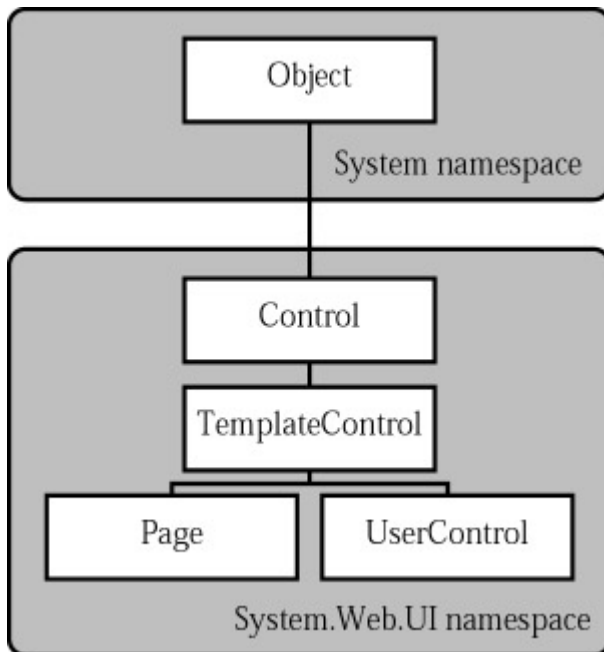 Object
System namespace
Control
TemplateControl
Page
UserControl
System.Web.UI namespace